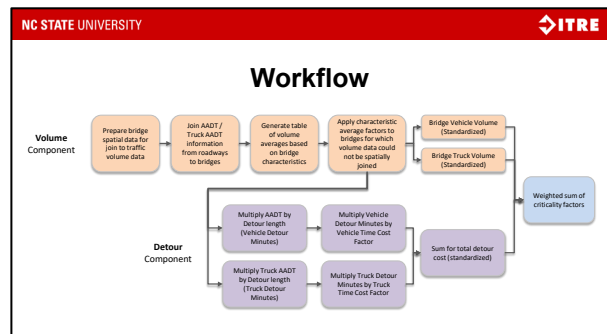 NC STATE UNIVERSITY
ITRE
Workflow
Volume
Component
Prepare bridge
spatial data for
join to traffic
volume data
Join AADT /
Truck AADT
information
from roadways
to bridges
Generate table
of volume
averages based
on bridge
characteristics
Apply characteristic
average factors to
bridges for which
volume data could
not be spatially
joined
Bridge Vehicle Volume
(Standardized)
Bridge Truck Volume
(Standardized)
Weighted sum of
criticality factors
Detour
Component
Multiply AADT by
Detour length
(Vehicle Detour
Minutes)
Multiply Vehicle
Detour Minutes by
Vehicle Time Cost
Factor
Multiply Truck AADT
by Detour length
(Truck Detour
Minutes)
Multiply Truck Detour
Minutes by Truck
Time Cost Factor
Sum for total detour
cost (standardized)